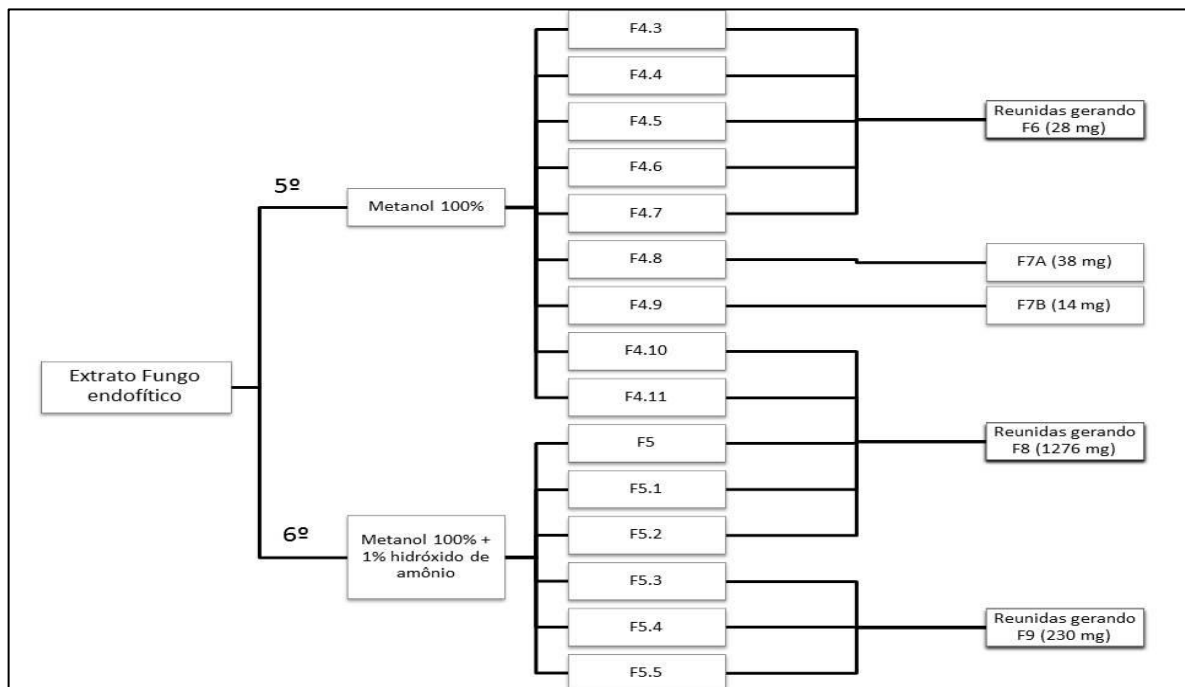 F4.3
F4.4
F4.5
F4.6
F4.7
F4.8
F4.9
F4.10
F4.11
F5
F5.1
F5.2
F5.3
F5.4
F5.5
Reunidas gerando
F6 (28 mg)
F7A (38 mg)
F7B (14 mg)
Reunidas gerando
F8 (1276 mg)
Reunidas gerando
F9 (230 mg)
5º
Metanol 100%
Extrato Fungo
endofítico
6º
Metanol 100% +
1% hidróxido de
amônio